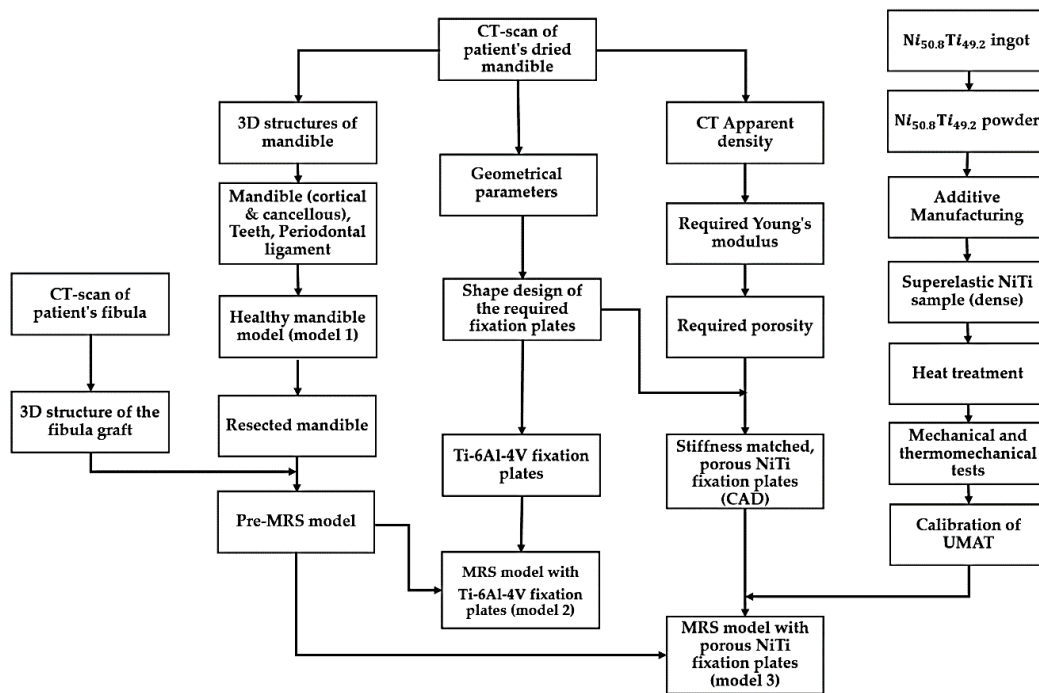 CT-scan of
patient's dried
mandible
Ni₅₀.₈Ti₄₉.₂ ingot
3D structures of
mandible
CT Apparent
density
Ni₅₀.₈Ti₄₉.₂ powder
Geometrical
parameters
Mandible (cortical
& cancellous),
Teeth, Periodontal
ligament
Required Young's
modulus
Additive
Manufacturing
CT-scan of
patient's fibula
Healthy mandible
model (model 1)
Shape design of
the required
fixation plates
Required porosity
Superelastic NiTi
sample (dense)
3D structure of the
fibula graft
Resected mandible
Heat treatment
Ti-6Al-4V fixation
plates
Stiffness matched,
porous NiTi
fixation plates
(CAD)
Mechanical and
thermomechanical
tests
Pre-MRS model
Calibration of
UMAT
MRS model with
Ti-6Al-4V fixation
plates (model 2)
MRS model with
porous NiTi
fixation plates
(model 3)